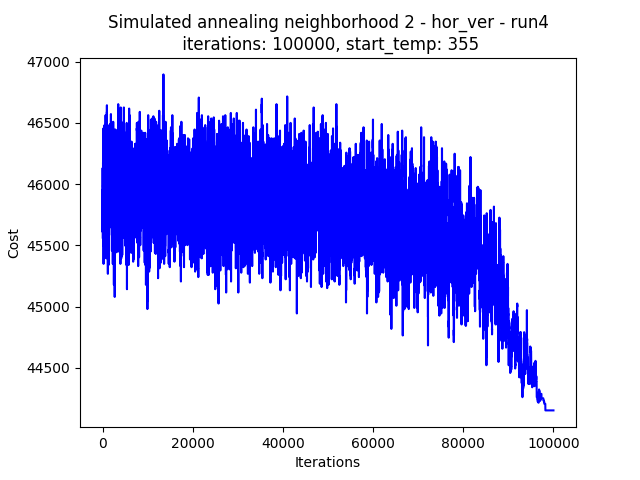 Simulated annealing neighborhood 2 - hor_ver - run4
iterations: 100000, start_temp: 355
47000
46500
46000
45500
45000
44500
Cost
0 20000 40000 60000 80000 100000
Iterations